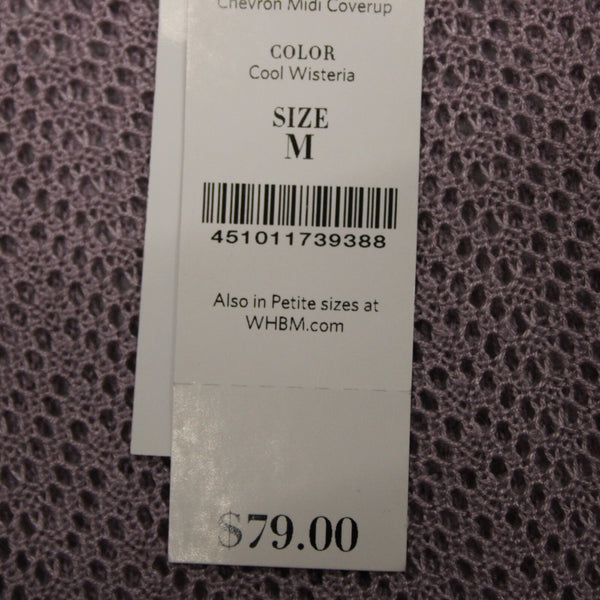 Chevron Midi Coverup
COLOR
Cool Wisteria
SIZE
M
451011739388
Also in Petite sizes at
WHBM.com
$79.00